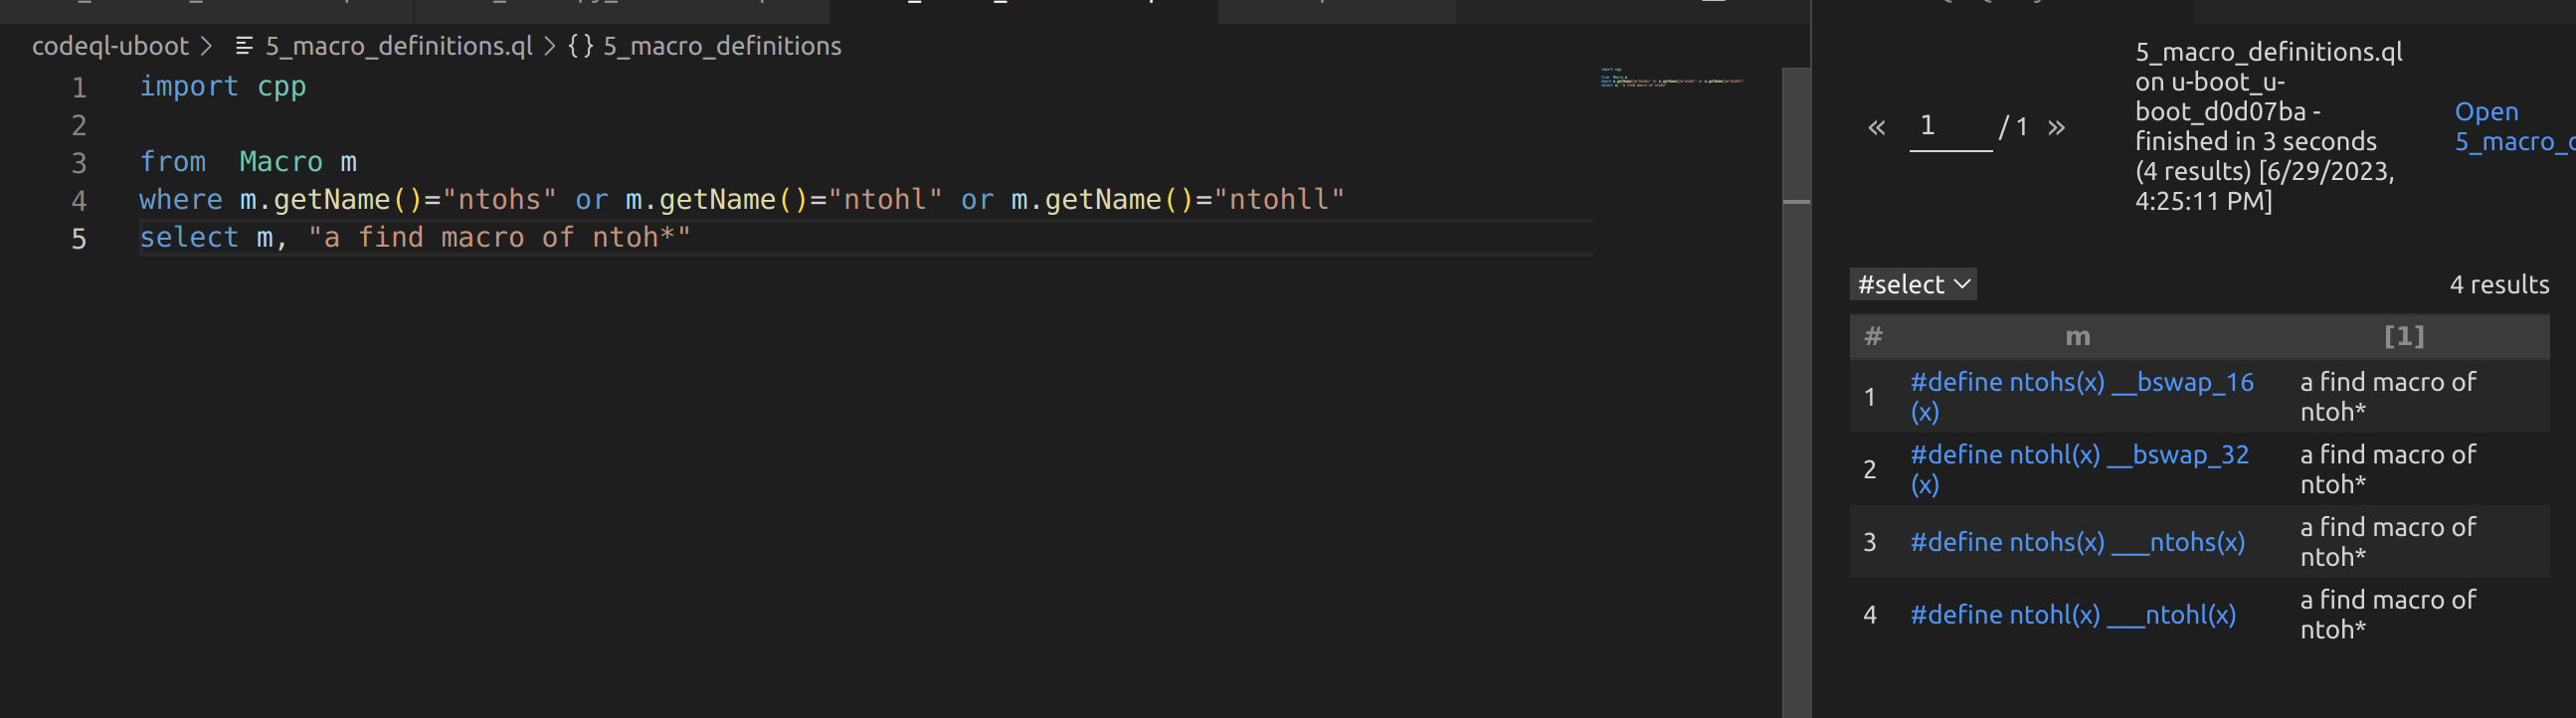 codeql-uboot > 5_macro_definitions.ql > {} 5_macro_definitions
1 import cpp
2
3 from  Macro m
4 where m.getName()="ntohs" or m.getName()="ntohl" or m.getName()="ntohll"
5 select m, "a find macro of ntoh*"
« 1 / 1 »
5_macro_definitions.ql
on u-boot_u-
boot_d0d07ba -
finished in 3 seconds
(4 results) [6/29/2023,
4:25:11 PM]
Open
5_macro_
#select
4 results
# m [1]
1 #define ntohs(x) __bswap_16
(x)
a find macro of
ntoh*
2 #define ntohl(x) __bswap_32
(x)
a find macro of
ntoh*
3 #define ntohs(x) ___ntohs(x)
a find macro of
ntoh*
4 #define ntohl(x) ___ntohl(x)
a find macro of
ntoh*